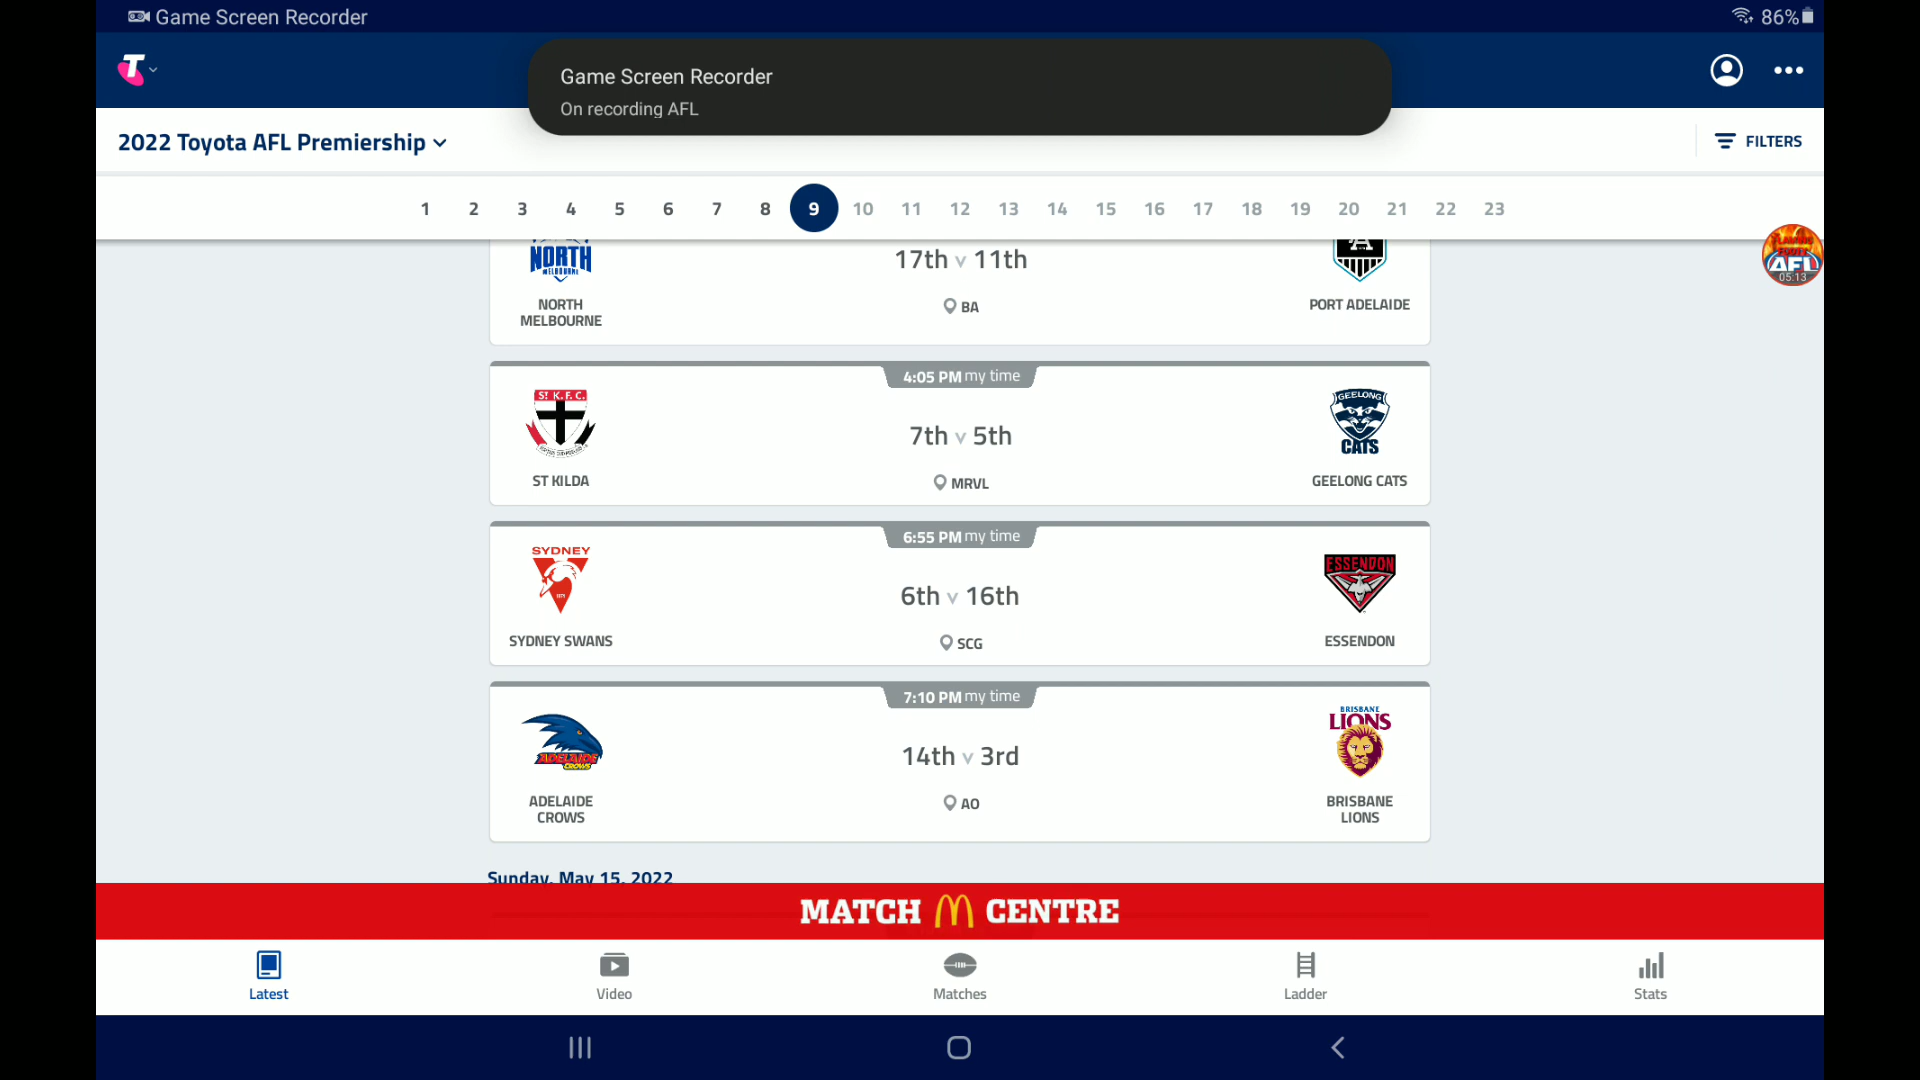 Game Screen Recorder
86%
T
Game Screen Recorder
On recording AFL
2022 Toyota AFL Premiership
FILTERS
1 2 3 4 5 6 7 8 9 10 11 12 13 14 15 16 17 18 19 20 21 22 23
FLAMING
FOOTY
AFL
05:13
NORTH
MELBOURNE
17th v 11th
NORTH
MELBOURNE
BA
PORT ADELAIDE
4:05 PM my time
ST K.F.C.
GEELONG
CATS
7th v 5th
ST KILDA
MRVL
GEELONG CATS
6:55 PM my time
SYDNEY
ESSENDON
6th v 16th
SYDNEY SWANS
SCG
ESSENDON
7:10 PM my time
ADELAIDE
CROWS
BRISBANE
LIONS
14th v 3rd
ADELAIDE
CROWS
AO
BRISBANE
LIONS
Sunday, May 15, 2022
MATCH M CENTRE
Latest
Video
Matches
Ladder
Stats